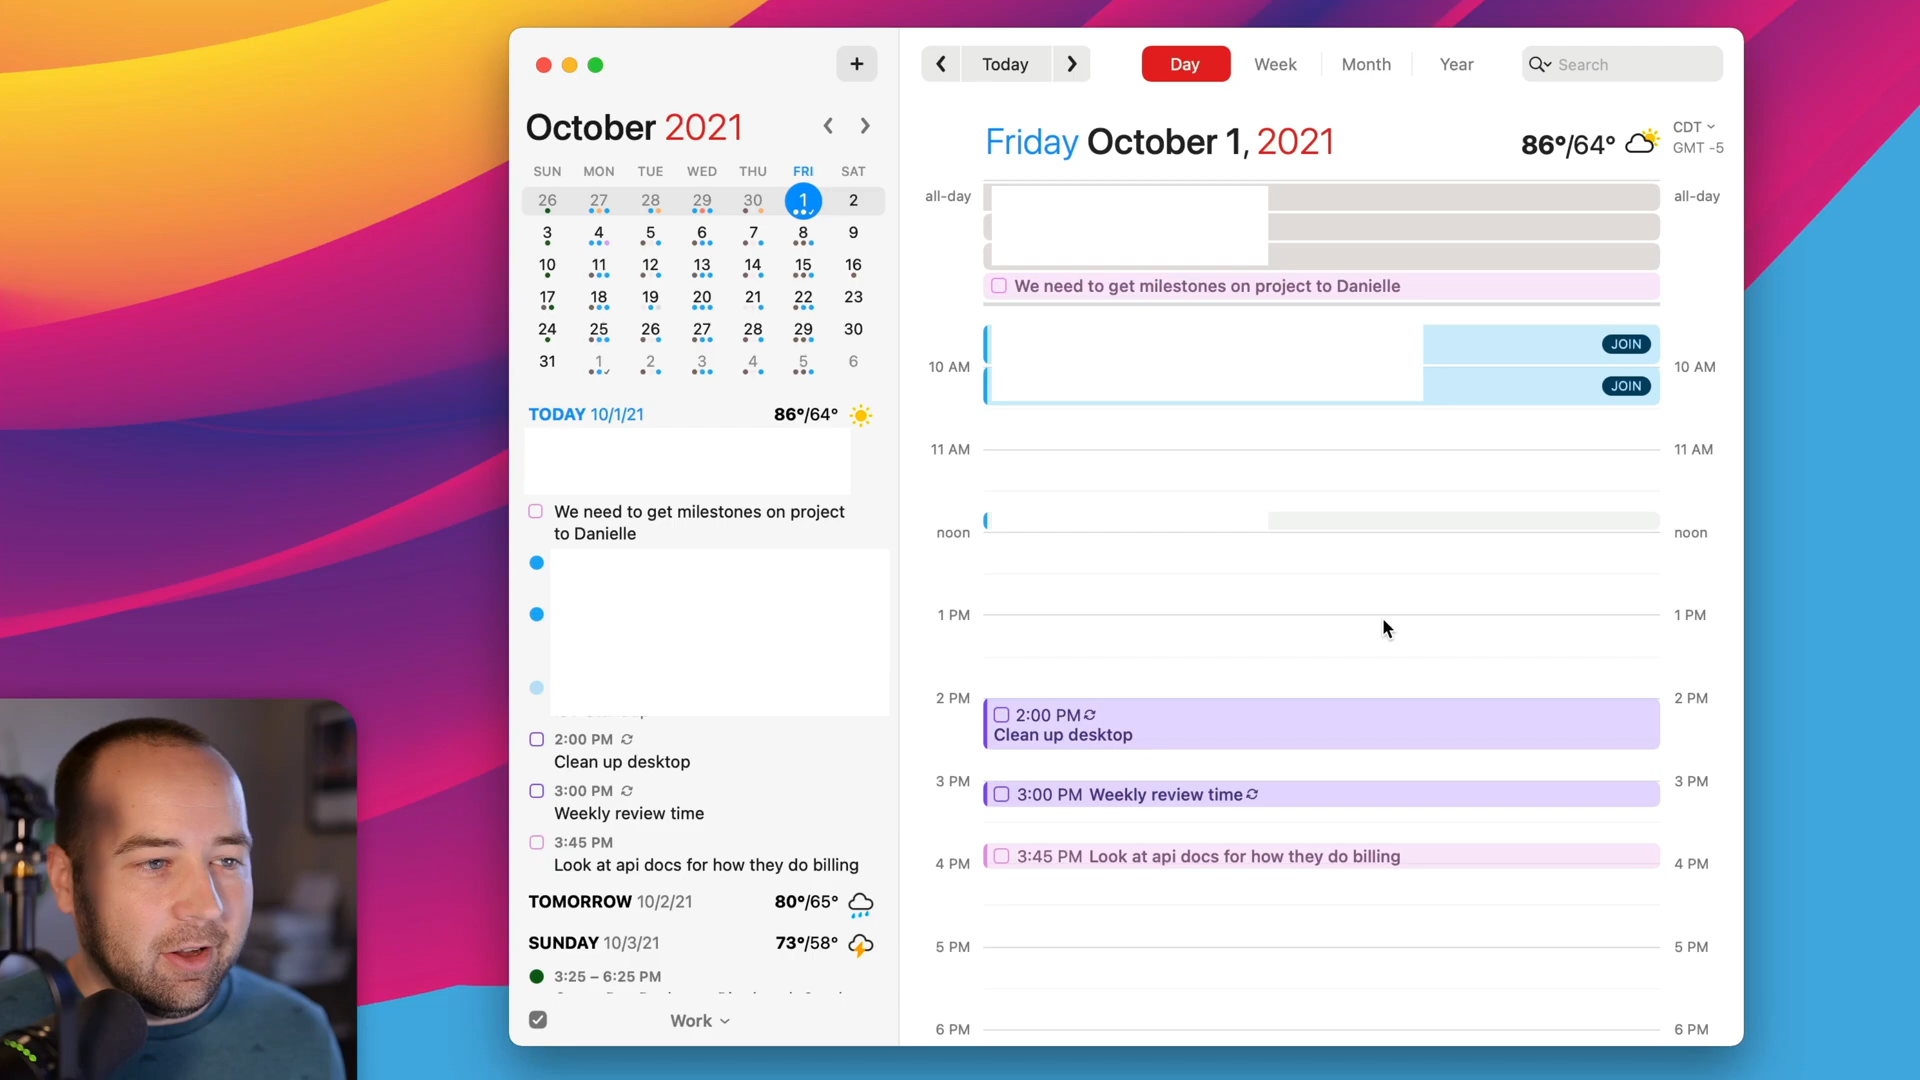 +
October 2021
SUN MON TUE WED THU FRI SAT
26 27 28 29 30 1 2
3 4 5 6 7 8 9
10 11 12 13 14 15 16
17 18 19 20 21 22 23
24 25 26 27 28 29 30
31 1 2 3 4 5 6
TODAY 10/1/21 86°/64°
We need to get milestones on project
to Danielle
2:00 PM
Clean up desktop
3:00 PM
Weekly review time
3:45 PM
Look at api docs for how they do billing
TOMORROW 10/2/21 80°/65°
SUNDAY 10/3/21 73°/58°
3:25 – 6:25 PM
Work
Today
Day Week Month Year
Search
Friday October 1, 2021
86°/64°
CDT
GMT -5
all-day all-day
We need to get milestones on project to Danielle
JOIN
10 AM 10 AM
JOIN
11 AM 11 AM
noon noon
1 PM 1 PM
2 PM 2 PM
2:00 PM
Clean up desktop
3 PM 3 PM
3:00 PM Weekly review time
3:45 PM Look at api docs for how they do billing
4 PM 4 PM
5 PM 5 PM
6 PM 6 PM